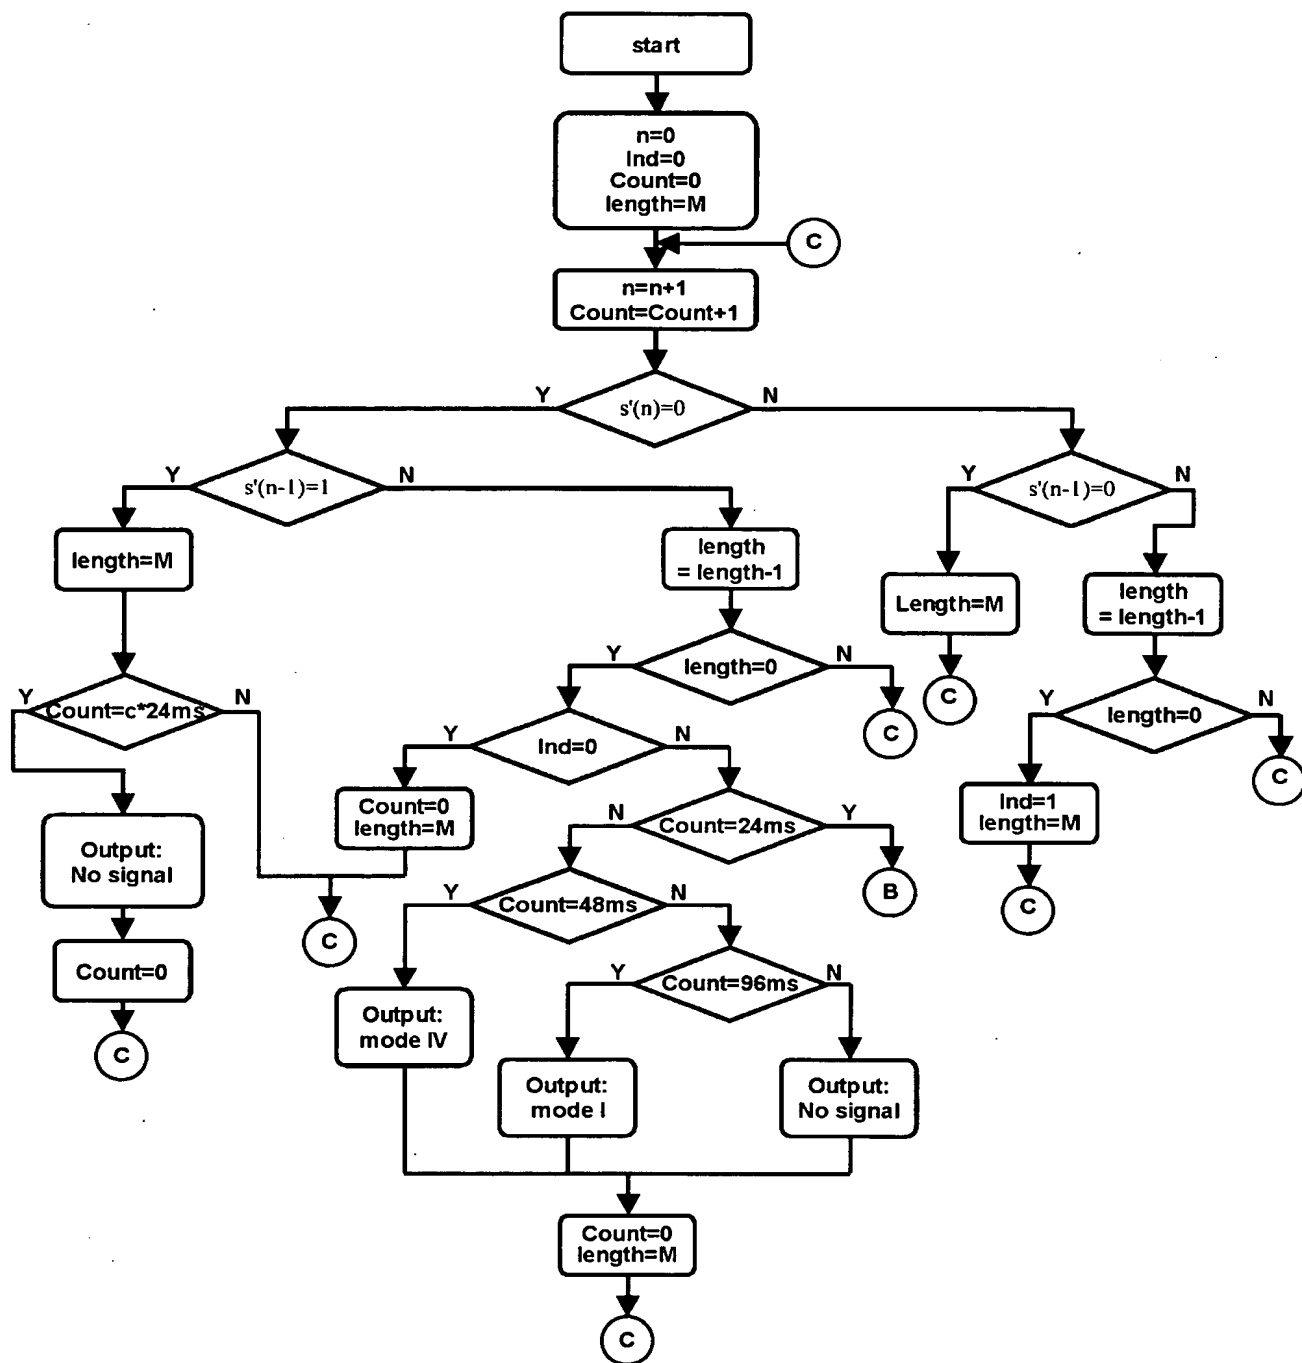 start
n=0
Ind=0
Count=0
length=M
C
n=n+1
Count=Count+1
Y
s'(n)=0
N
Y
s'(n-1)=1
N
Y
s'(n-1)=0
N
length=M
length
= length-1
Length=M
length
= length-1
Y
length=0
N
C
Y
Count=c*24ms
N
Y
length=0
N
Y
Ind=0
N
C
C
Count=0
length=M
N
Count=24ms
Y
Ind=1
length=M
Output:
No signal
Y
Count=48ms
N
B
C
C
Count=0
Y
Count=96ms
N
Output:
mode IV
C
Output:
mode I
Output:
No signal
Count=0
length=M
C